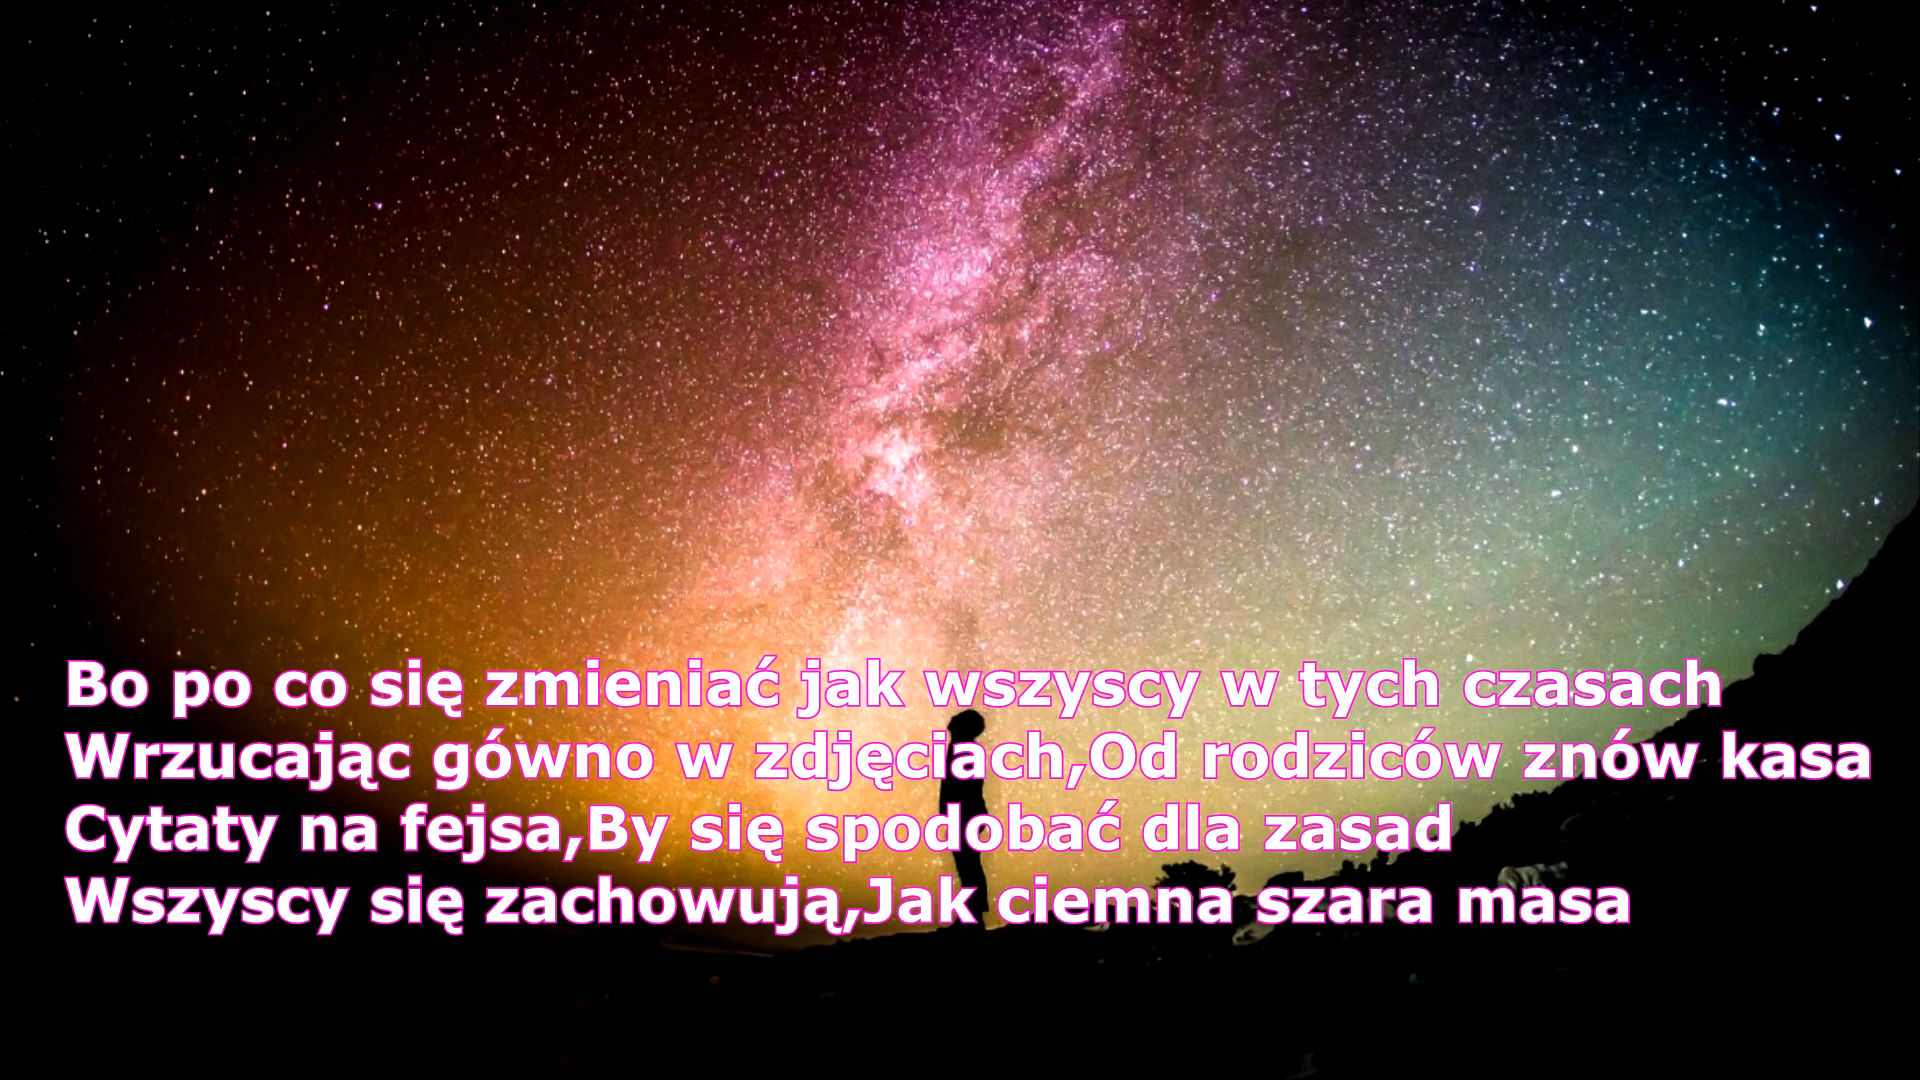 Bo po co się zmieniać jak wszyscy w tych czasach
Wrzucając gówno w zdjęciach,Od rodziców znów kasa
Cytaty na fejsa,By się spodobać dla zasad
Wszyscy się zachowują,Jak ciemna szara masa